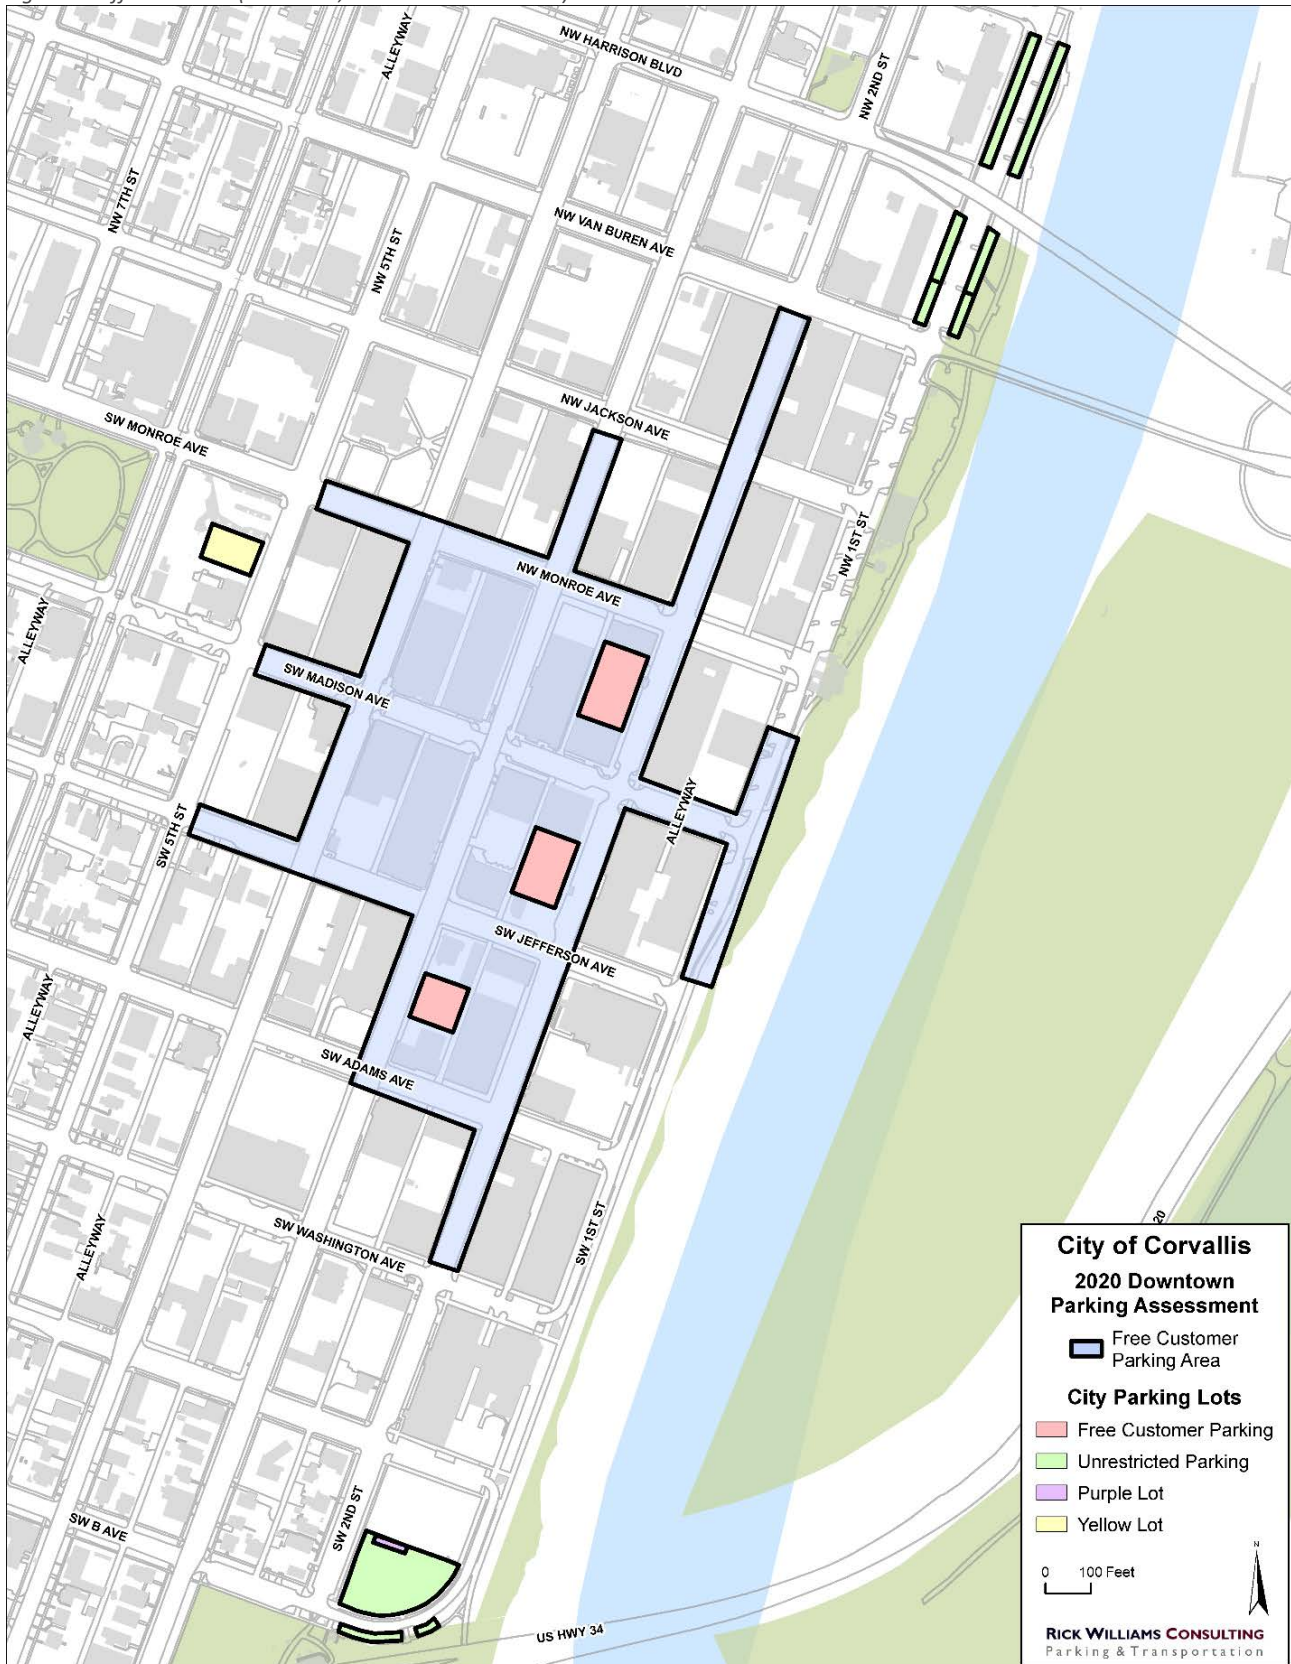 ALLEYWAY
NW HARRISON BLVD
NW 2ND ST
NW 7TH ST
NW 5TH ST
NW VAN BUREN AVE
SW MONROE AVE
NW JACKSON AVE
NW 1ST ST
NW MONROE AVE
ALLEYWAY
SW MADISON AVE
ALLEYWAY
SW 5TH ST
SW JEFFERSON AVE
ALLEYWAY
SW ADAMS AVE
SW 1ST ST
ALLEYWAY
SW WASHINGTON AVE
20
SW 2ND ST
SW B AVE
US HWY 34
City of Corvallis
2020 Downtown
Parking Assessment
Free Customer
Parking Area
City Parking Lots
Free Customer Parking
Unrestricted Parking
Purple Lot
Yellow Lot
N
0 100 Feet
RICK WILLIAMS CONSULTING
Parking & Transportation